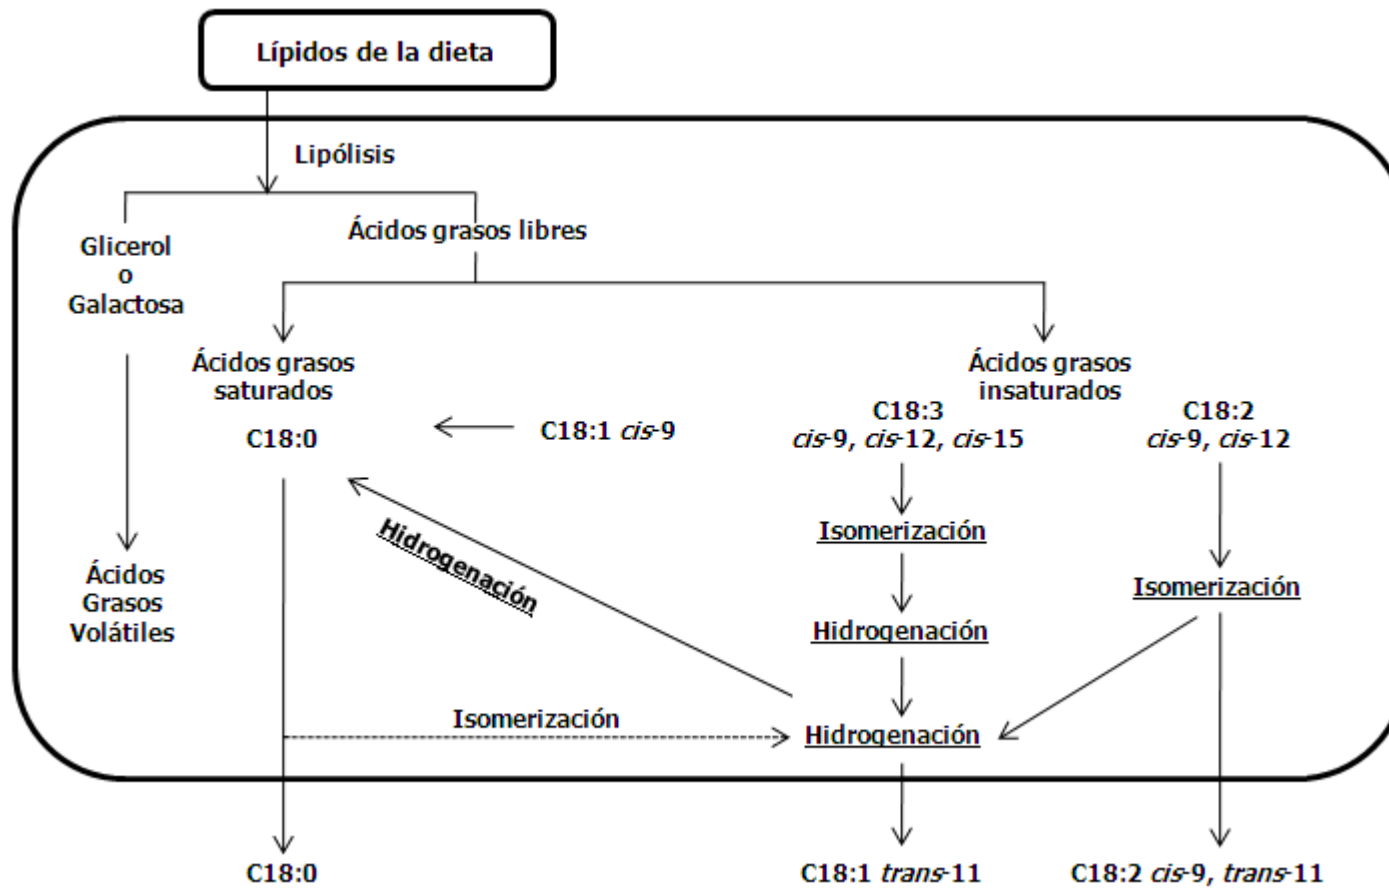 Lípidos de la dieta
Lipólisis
Ácidos grasos libres
Glicerol
o
Galactosa
Ácidos grasos
saturados
C18:0
C18:1 cis-9
Ácidos grasos
insaturados
C18:3
cis-9, cis-12, cis-15
C18:2
cis-9, cis-12
Isomerización
Hidrogenación
Hidrogenación
Isomerización
Ácidos
Grasos
Volátiles
Isomerización
Hidrogenación
C18:0
C18:1 trans-11
C18:2 cis-9, trans-11